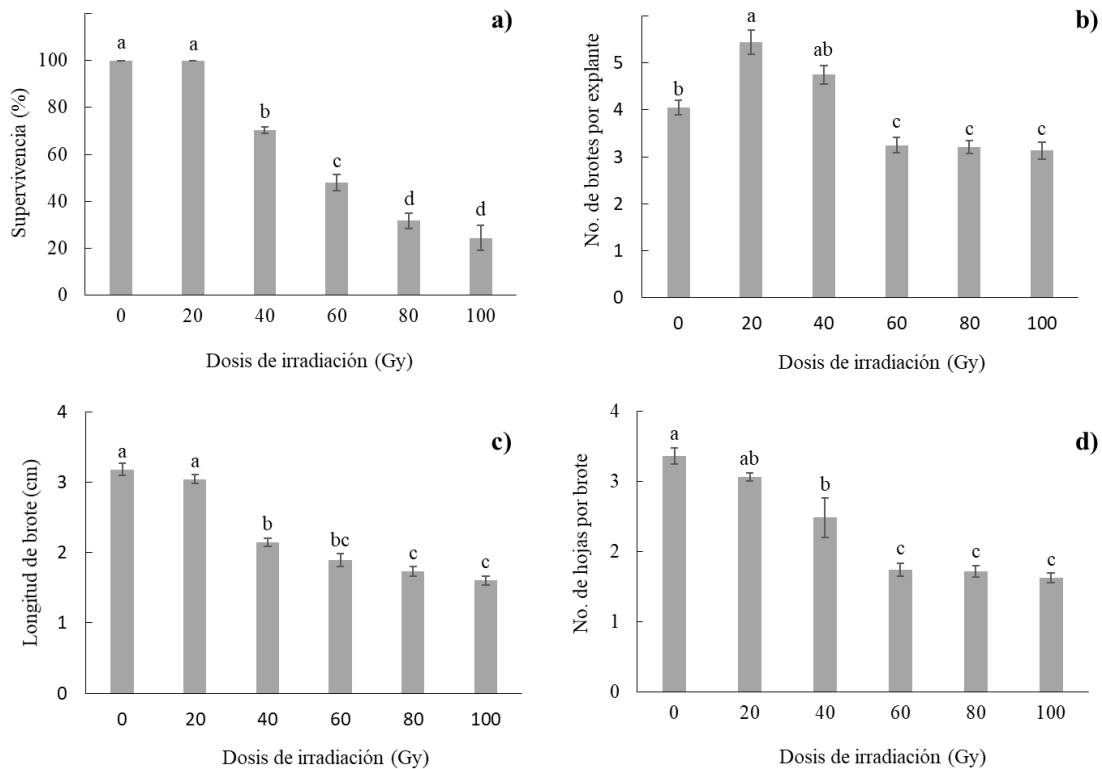 a)
Supervivencia (%)
100
80
60
40
20
0
a
a
b
c
d
d
0 20 40 60 80 100
Dosis de irradiación (Gy)
b)
No. de brotes por explante
5
4
3
2
1
0
b
a
ab
c
c
c
0 20 40 60 80 100
Dosis de irradiación (Gy)
c)
Longitud de brote (cm)
4
3
2
1
0
a
a
b
bc
c
c
0 20 40 60 80 100
Dosis de irradiación (Gy)
d)
No. de hojas por brote
4
3
2
1
0
a
ab
b
c
c
c
0 20 40 60 80 100
Dosis de irradiación (Gy)